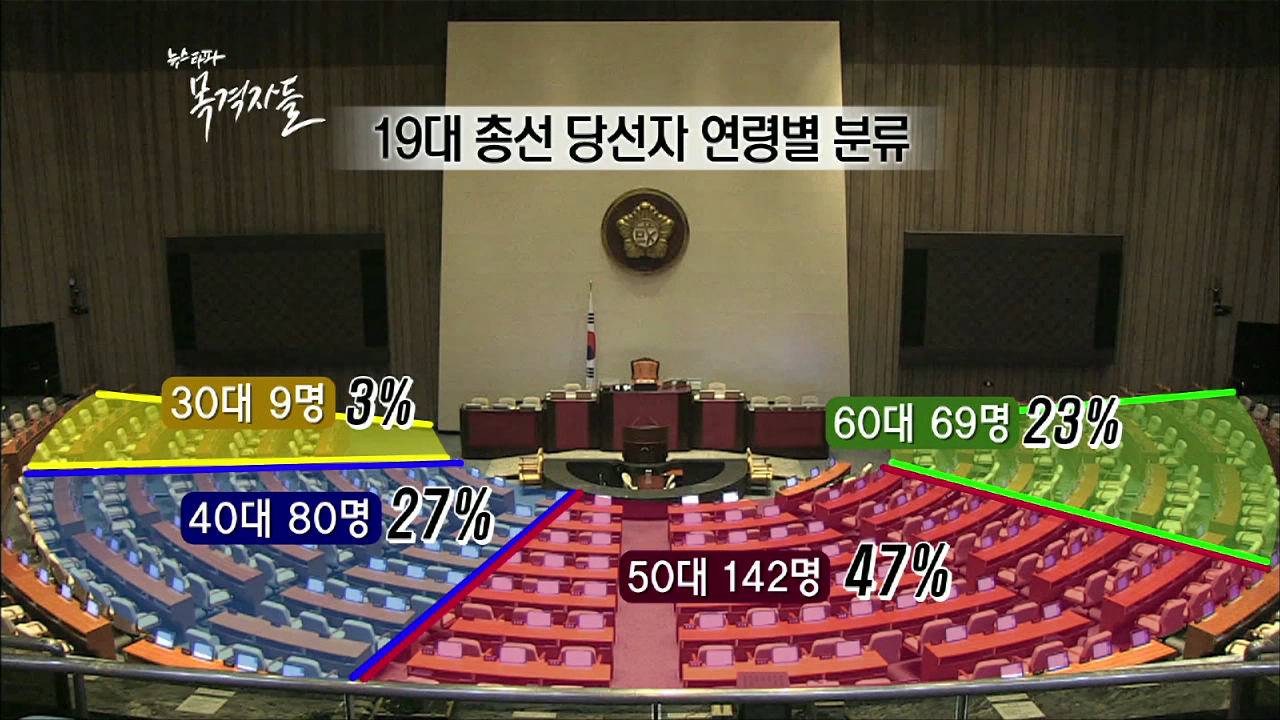 뉴스타파
목격자들
19대 총선 당선자 연령별 분류
30대 9명 3%
60대 69명 23%
40대 80명 27%
50대 142명 47%